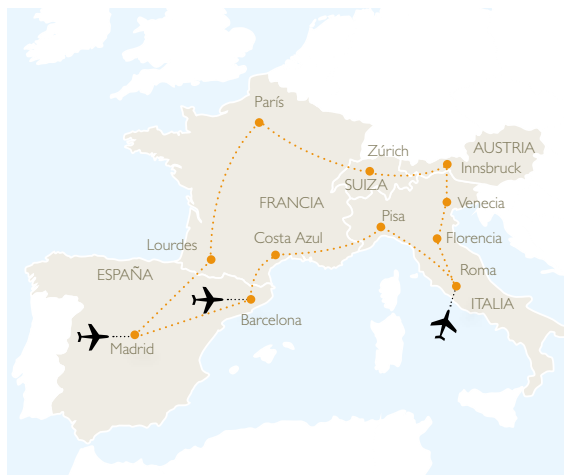 París
Zúrich
AUSTRIA
Innsbruck
SUIZA
FRANCIA
Venecia
Pisa
Lourdes
Costa Azul
Florencia
ESPAÑA
Roma
ITALIA
Barcelona
Madrid